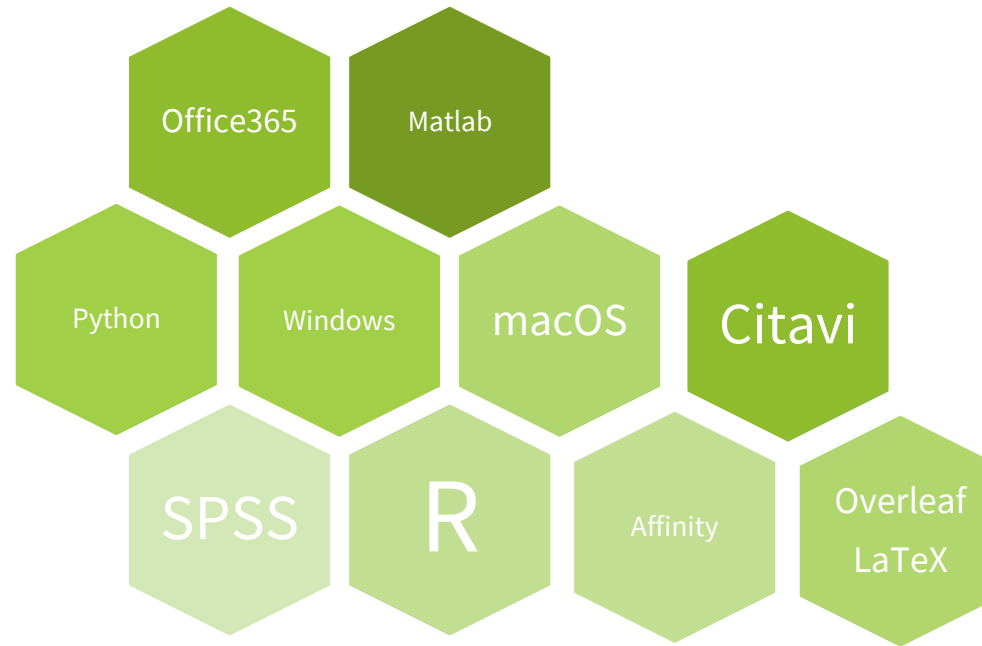 Office365
Matlab
Python
Windows
macOS
Citavi
SPSS
R
Affinity
Overleaf
LaTeX